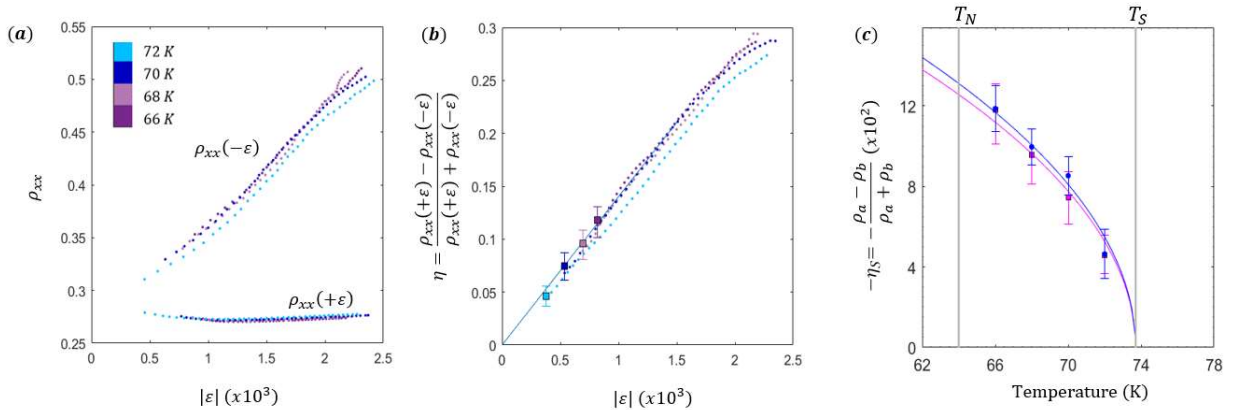 (a)
0.55
0.5
0.45
0.4
0.35
0.3
0.25
72 K
70 K
68 K
66 K
ρxx(-ε)
ρxx(+ε)
ρxx
0 0.5 1 1.5 2 2.5
|ε| (x10³)
(b)
0.3
0.25
0.2
0.15
0.1
0.05
0
η = ρxx(+ε) − ρxx(-ε) / ρxx(+ε) + ρxx(-ε)
0 0.5 1 1.5 2 2.5
|ε| (x10³)
(c)
T_N T_S
12
8
4
0
-η_S= - ρa − ρb / ρa + ρb (x10²)
62 66 70 74 78
Temperature (K)